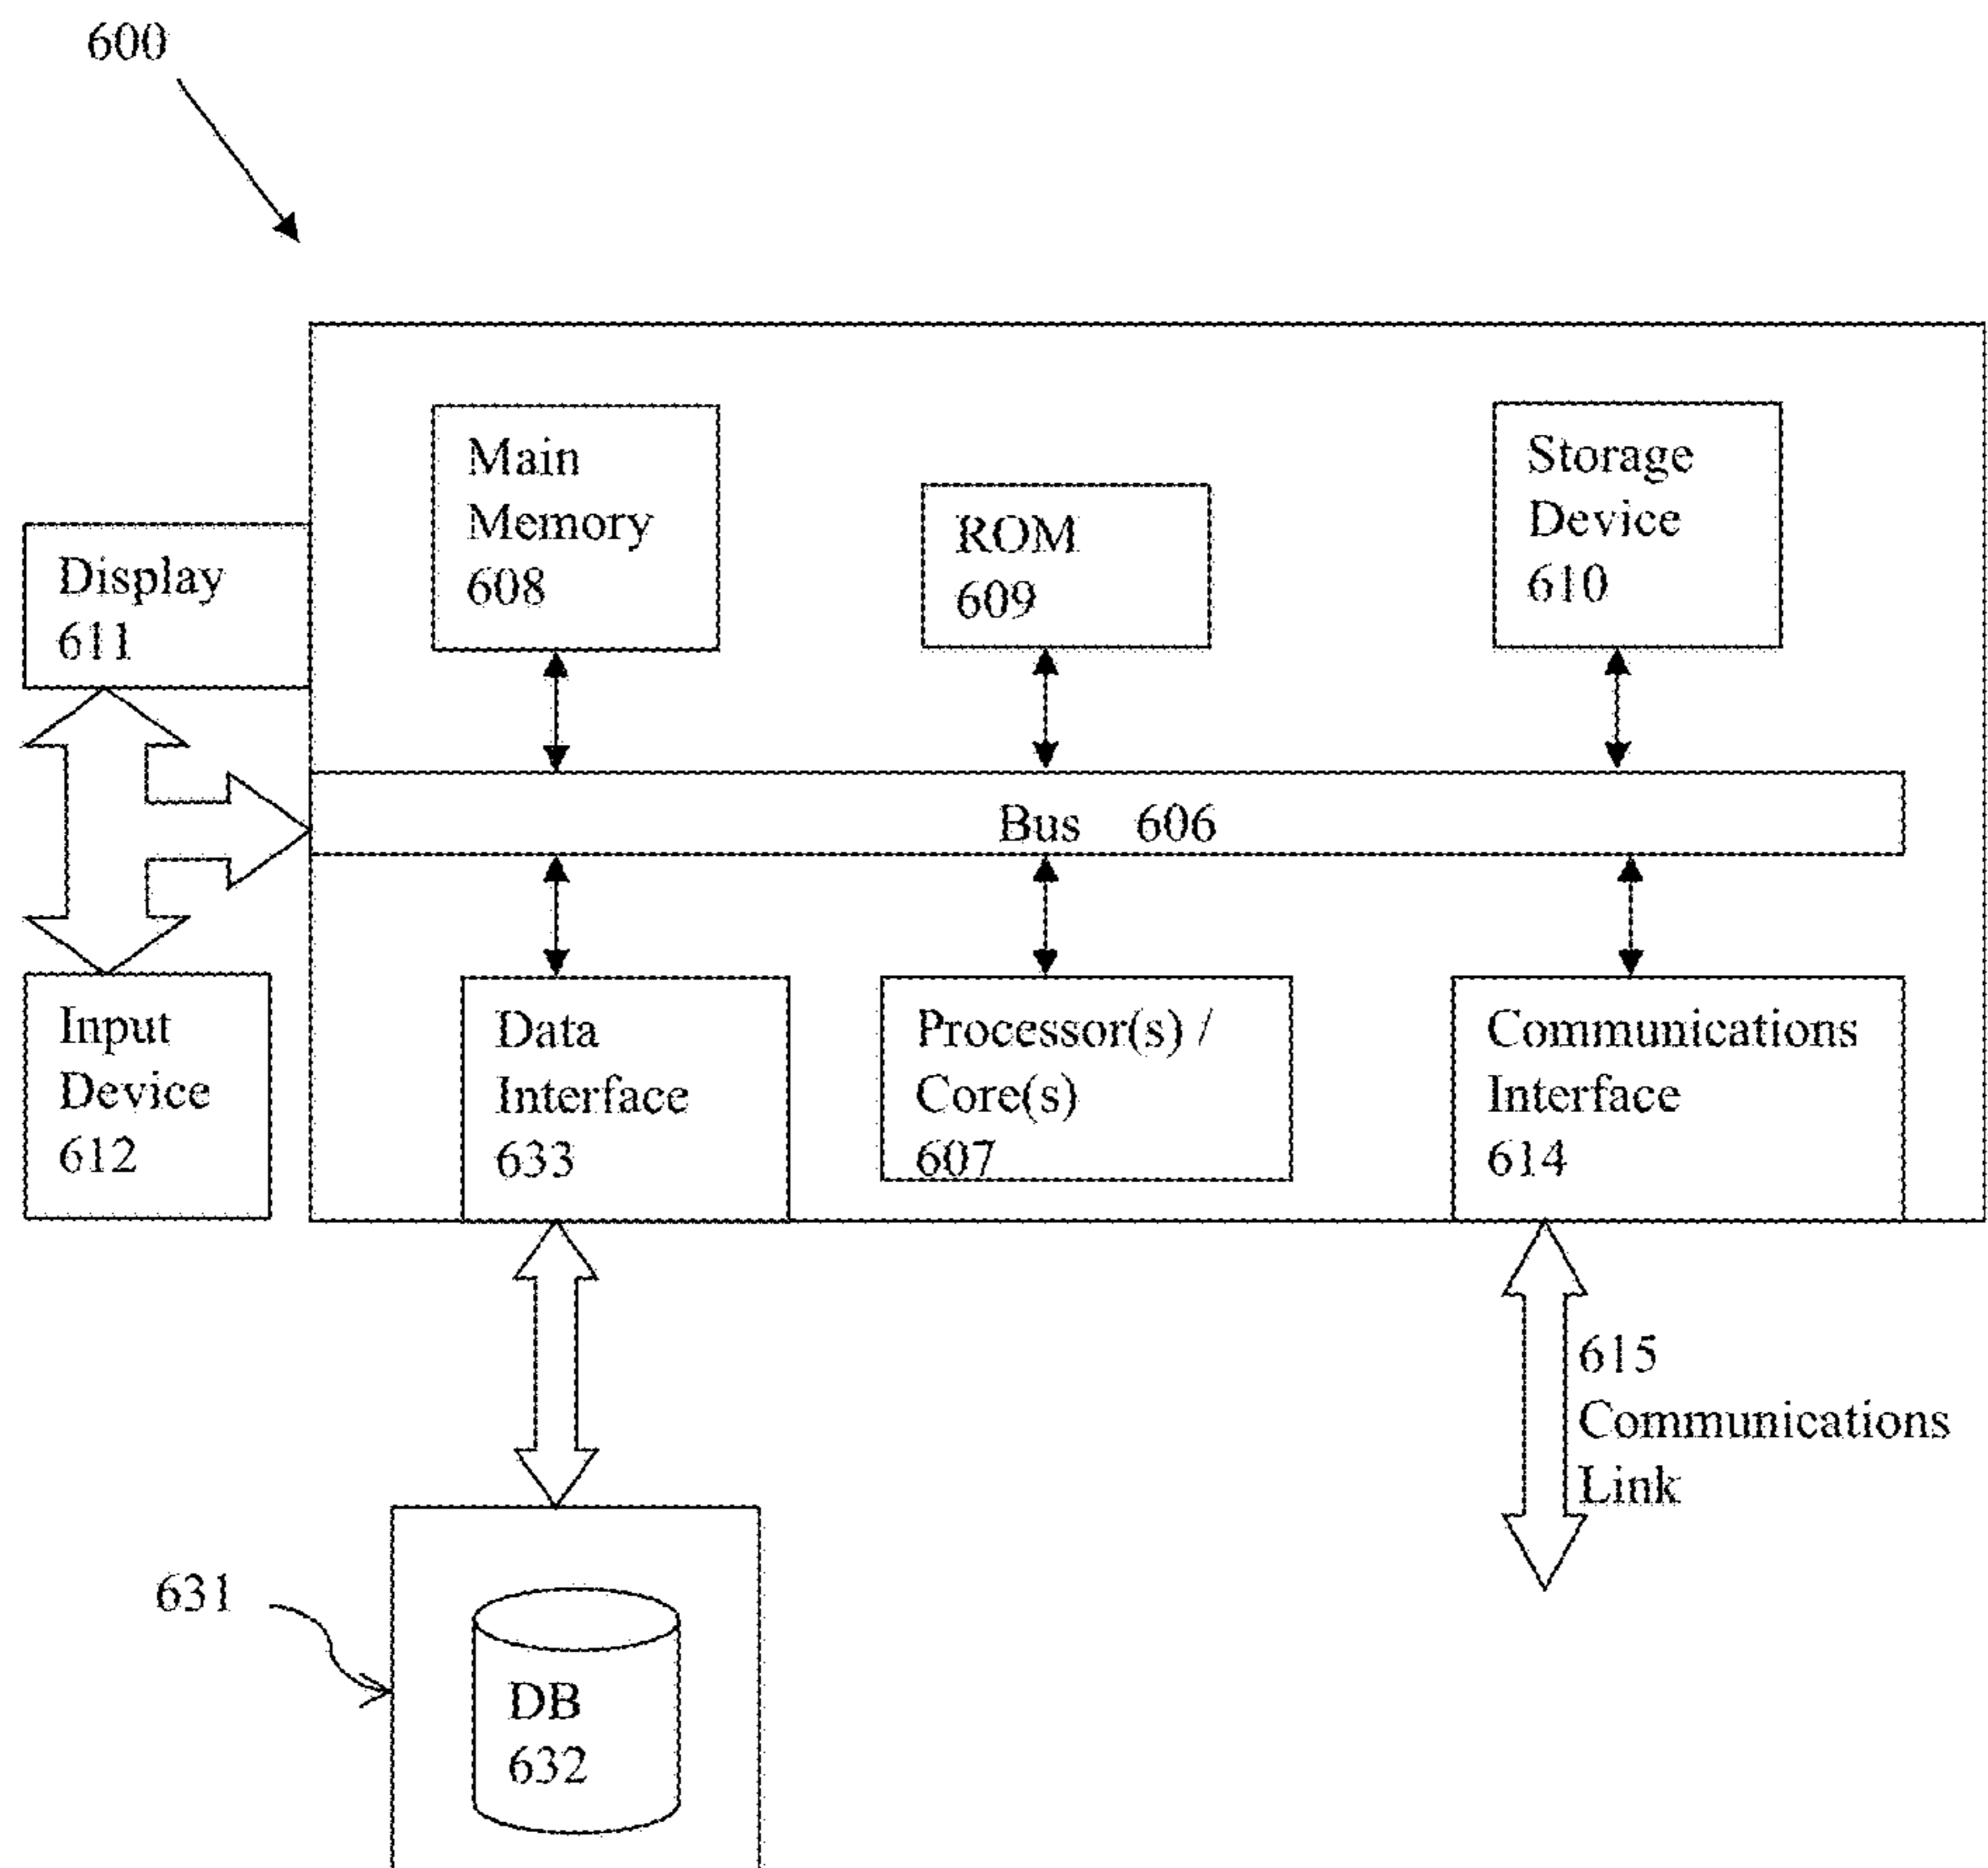 600
Main
Memory
608
ROM
609
Storage
Device
610
Display
611
Bus 606
Input
Device
612
Data
Interface
633
Processor(s) /
Core(s)
607
Communications
Interface
614
615
Communications
Link
631
DB
632